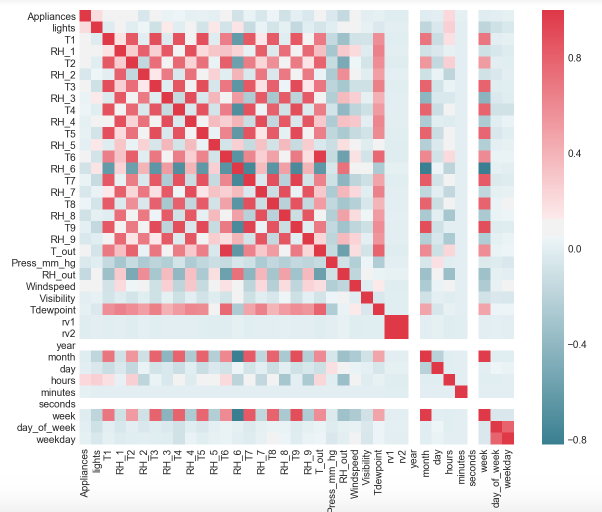 Appliances
lights
T1
RH_1
T2
RH_2
T3
RH_3
T4
RH_4
T5
RH_5
T6
RH_6
T7
RH_7
T8
RH_8
T9
RH_9
T_out
Press_mm_hg
RH_out
Windspeed
Visibility
Tdewpoint
rv1
rv2
year
month
day
hours
minutes
seconds
week
day_of_week
weekday
Appliances
lights
T1
RH_1
T2
RH_2
T3
RH_3
T4
RH_4
T5
RH_5
T6
RH_6
T7
RH_7
T8
RH_8
T9
RH_9
T_out
Press_mm_hg
RH_out
Windspeed
Visibility
Tdewpoint
rv1
rv2
year
month
day
hours
minutes
seconds
week
day_of_week
weekday
0.8
0.4
0.0
−0.4
−0.8